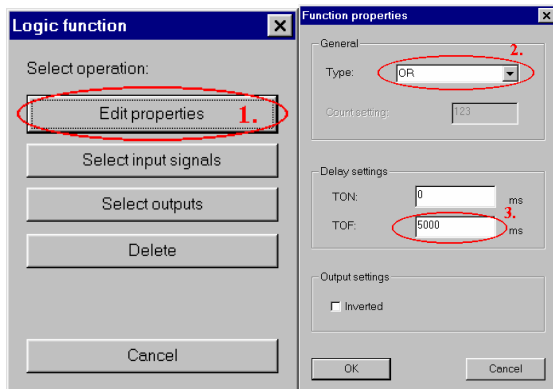 Logic function
Select operation:
Edit properties 1.
Select input signals
Select outputs
Delete
Cancel
Function properties
General
2.
Type: OR
Count setting: 123
Delay settings
TON: 0 ms
3.
TOF: 5000 ms
Output settings
Inverted
OK Cancel